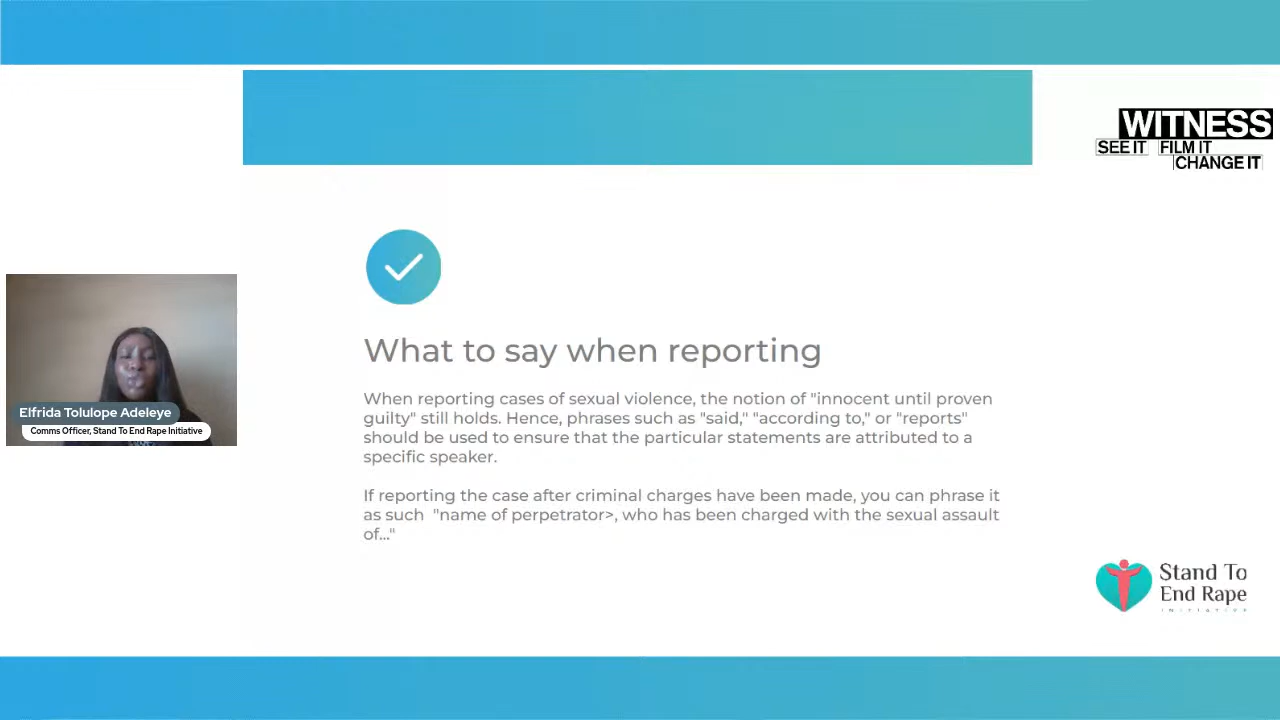 WITNESS
SEE IT FILM IT
CHANGE IT
What to say when reporting
When reporting cases of sexual violence, the notion of "innocent until proven
guilty" still holds. Hence, phrases such as "said," "according to," or "reports"
should be used to ensure that the particular statements are attributed to a
specific speaker.
If reporting the case after criminal charges have been made, you can phrase it
as such "name of perpetrator>, who has been charged with the sexual assault
of..."
Elfrida Tolulope Adeleye
Comms Officer, Stand To End Rape Initiative
Stand To
End Rape
INITIATIVE